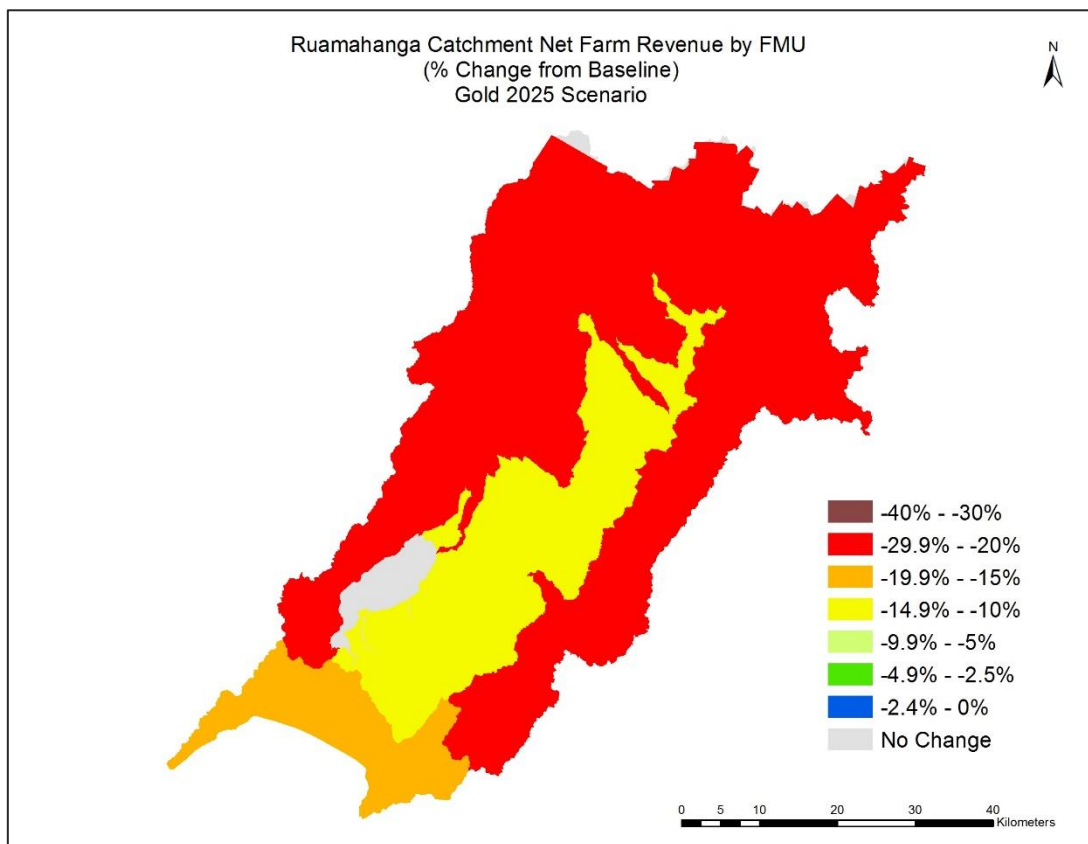 Ruamahanga Catchment Net Farm Revenue by FMU
(% Change from Baseline)
Gold 2025 Scenario
N
-40% - -30%
-29.9% - -20%
-19.9% - -15%
-14.9% - -10%
-9.9% - -5%
-4.9% - -2.5%
-2.4% - 0%
No Change
0 5 10 20 30 40
Kilometers